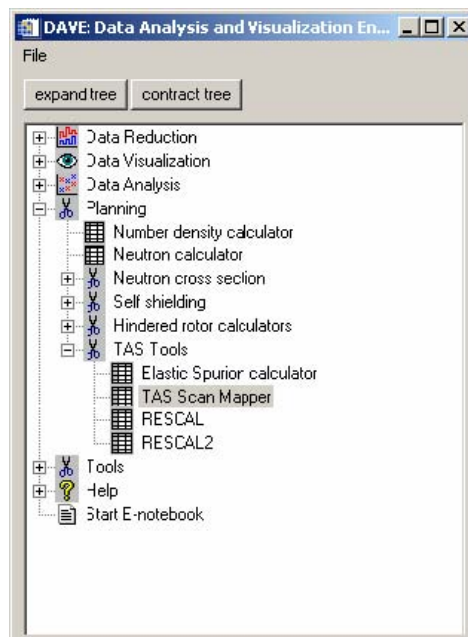 DAVE: Data Analysis and Visualization En...
File
expand tree contract tree
Data Reduction
Data Visualization
Data Analysis
Planning
Number density calculator
Neutron calculator
Neutron cross section
Self shielding
Hindered rotor calculators
TAS Tools
Elastic Spurior calculator
TAS Scan Mapper
RESCAL
RESCAL2
Tools
Help
Start E-notebook